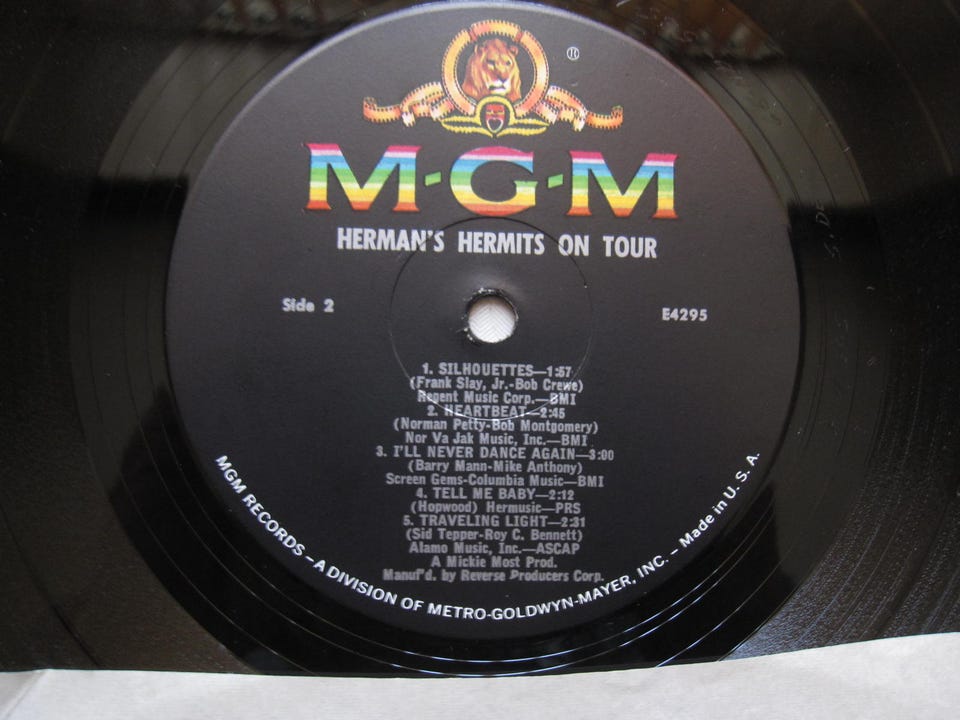 M·G·M
HERMAN'S HERMITS ON TOUR
Side 2
E4295
1. SILHOUETTES—1:57
(Frank Slay, Jr.-Bob Crewe)
Regent Music Corp.—BMI
2. HEARTBEAT—2:45
(Norman Petty-Bob Montgomery)
Nor Va Jak Music, Inc.—BMI
3. I'LL NEVER DANCE AGAIN—3:00
(Barry Mann-Mike Anthony)
Screen Gems-Columbia Music—BMI
4. TELL ME BABY—2:12
(Hopwood) Hermusic—PRS
5. TRAVELING LIGHT—2:31
(Sid Tepper-Roy C. Bennett)
Alamo Music, Inc.—ASCAP
A Mickie Most Prod.
Manuf'd. by Reverse Producers Corp.
MGM RECORDS – A DIVISION OF METRO-GOLDWYN-MAYER, INC. – Made in U. S. A.